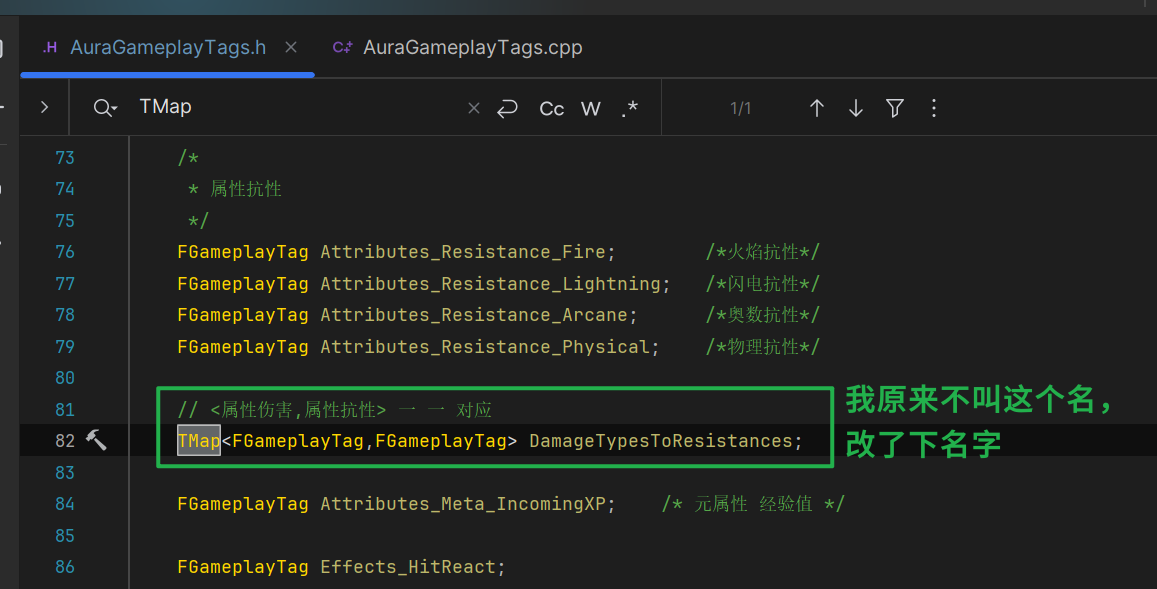 .H AuraGameplayTags.h × C++ AuraGameplayTags.cpp
TMap × Cc W .* 1/1
73 /*
74 * 属性抗性
75 */
76 FGameplayTag Attributes_Resistance_Fire; /*火焰抗性*/
77 FGameplayTag Attributes_Resistance_Lightning; /*闪电抗性*/
78 FGameplayTag Attributes_Resistance_Arcane; /*奥数抗性*/
79 FGameplayTag Attributes_Resistance_Physical; /*物理抗性*/
80
81 // <属性伤害,属性抗性> 一 一 对应
82 TMap<FGameplayTag,FGameplayTag> DamageTypesToResistances;
我原来不叫这个名，
改了下名字
83
84 FGameplayTag Attributes_Meta_IncomingXP; /* 元属性 经验值 */
85
86 FGameplayTag Effects_HitReact;